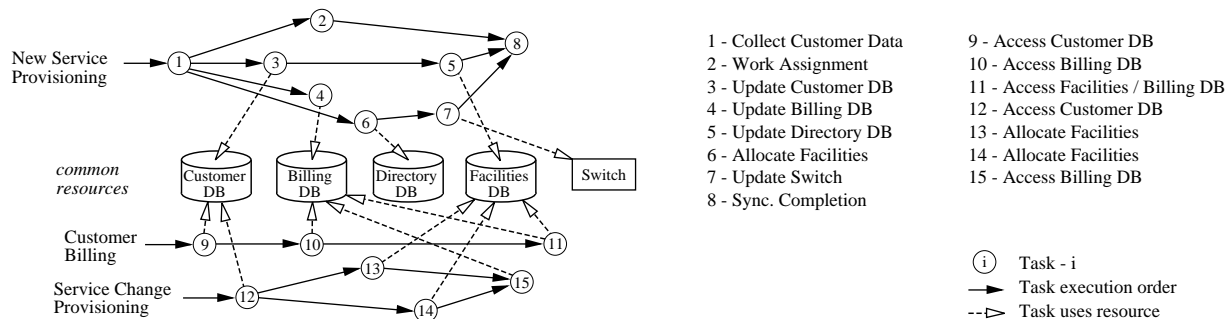 2
8
New Service
Provisioning
1
3
5
4
7
6
common
resources
Customer
DB
Billing
DB
Directory
DB
Facilities
DB
Switch
Customer
Billing
9
10
11
13
15
Service Change
Provisioning
12
14
1 - Collect Customer Data
2 - Work Assignment
3 - Update Customer DB
4 - Update Billing DB
5 - Update Directory DB
6 - Allocate Facilities
7 - Update Switch
8 - Sync. Completion
9 - Access Customer DB
10 - Access Billing DB
11 - Access Facilities / Billing DB
12 - Access Customer DB
13 - Allocate Facilities
14 - Allocate Facilities
15 - Access Billing DB
i Task - i
Task execution order
Task uses resource